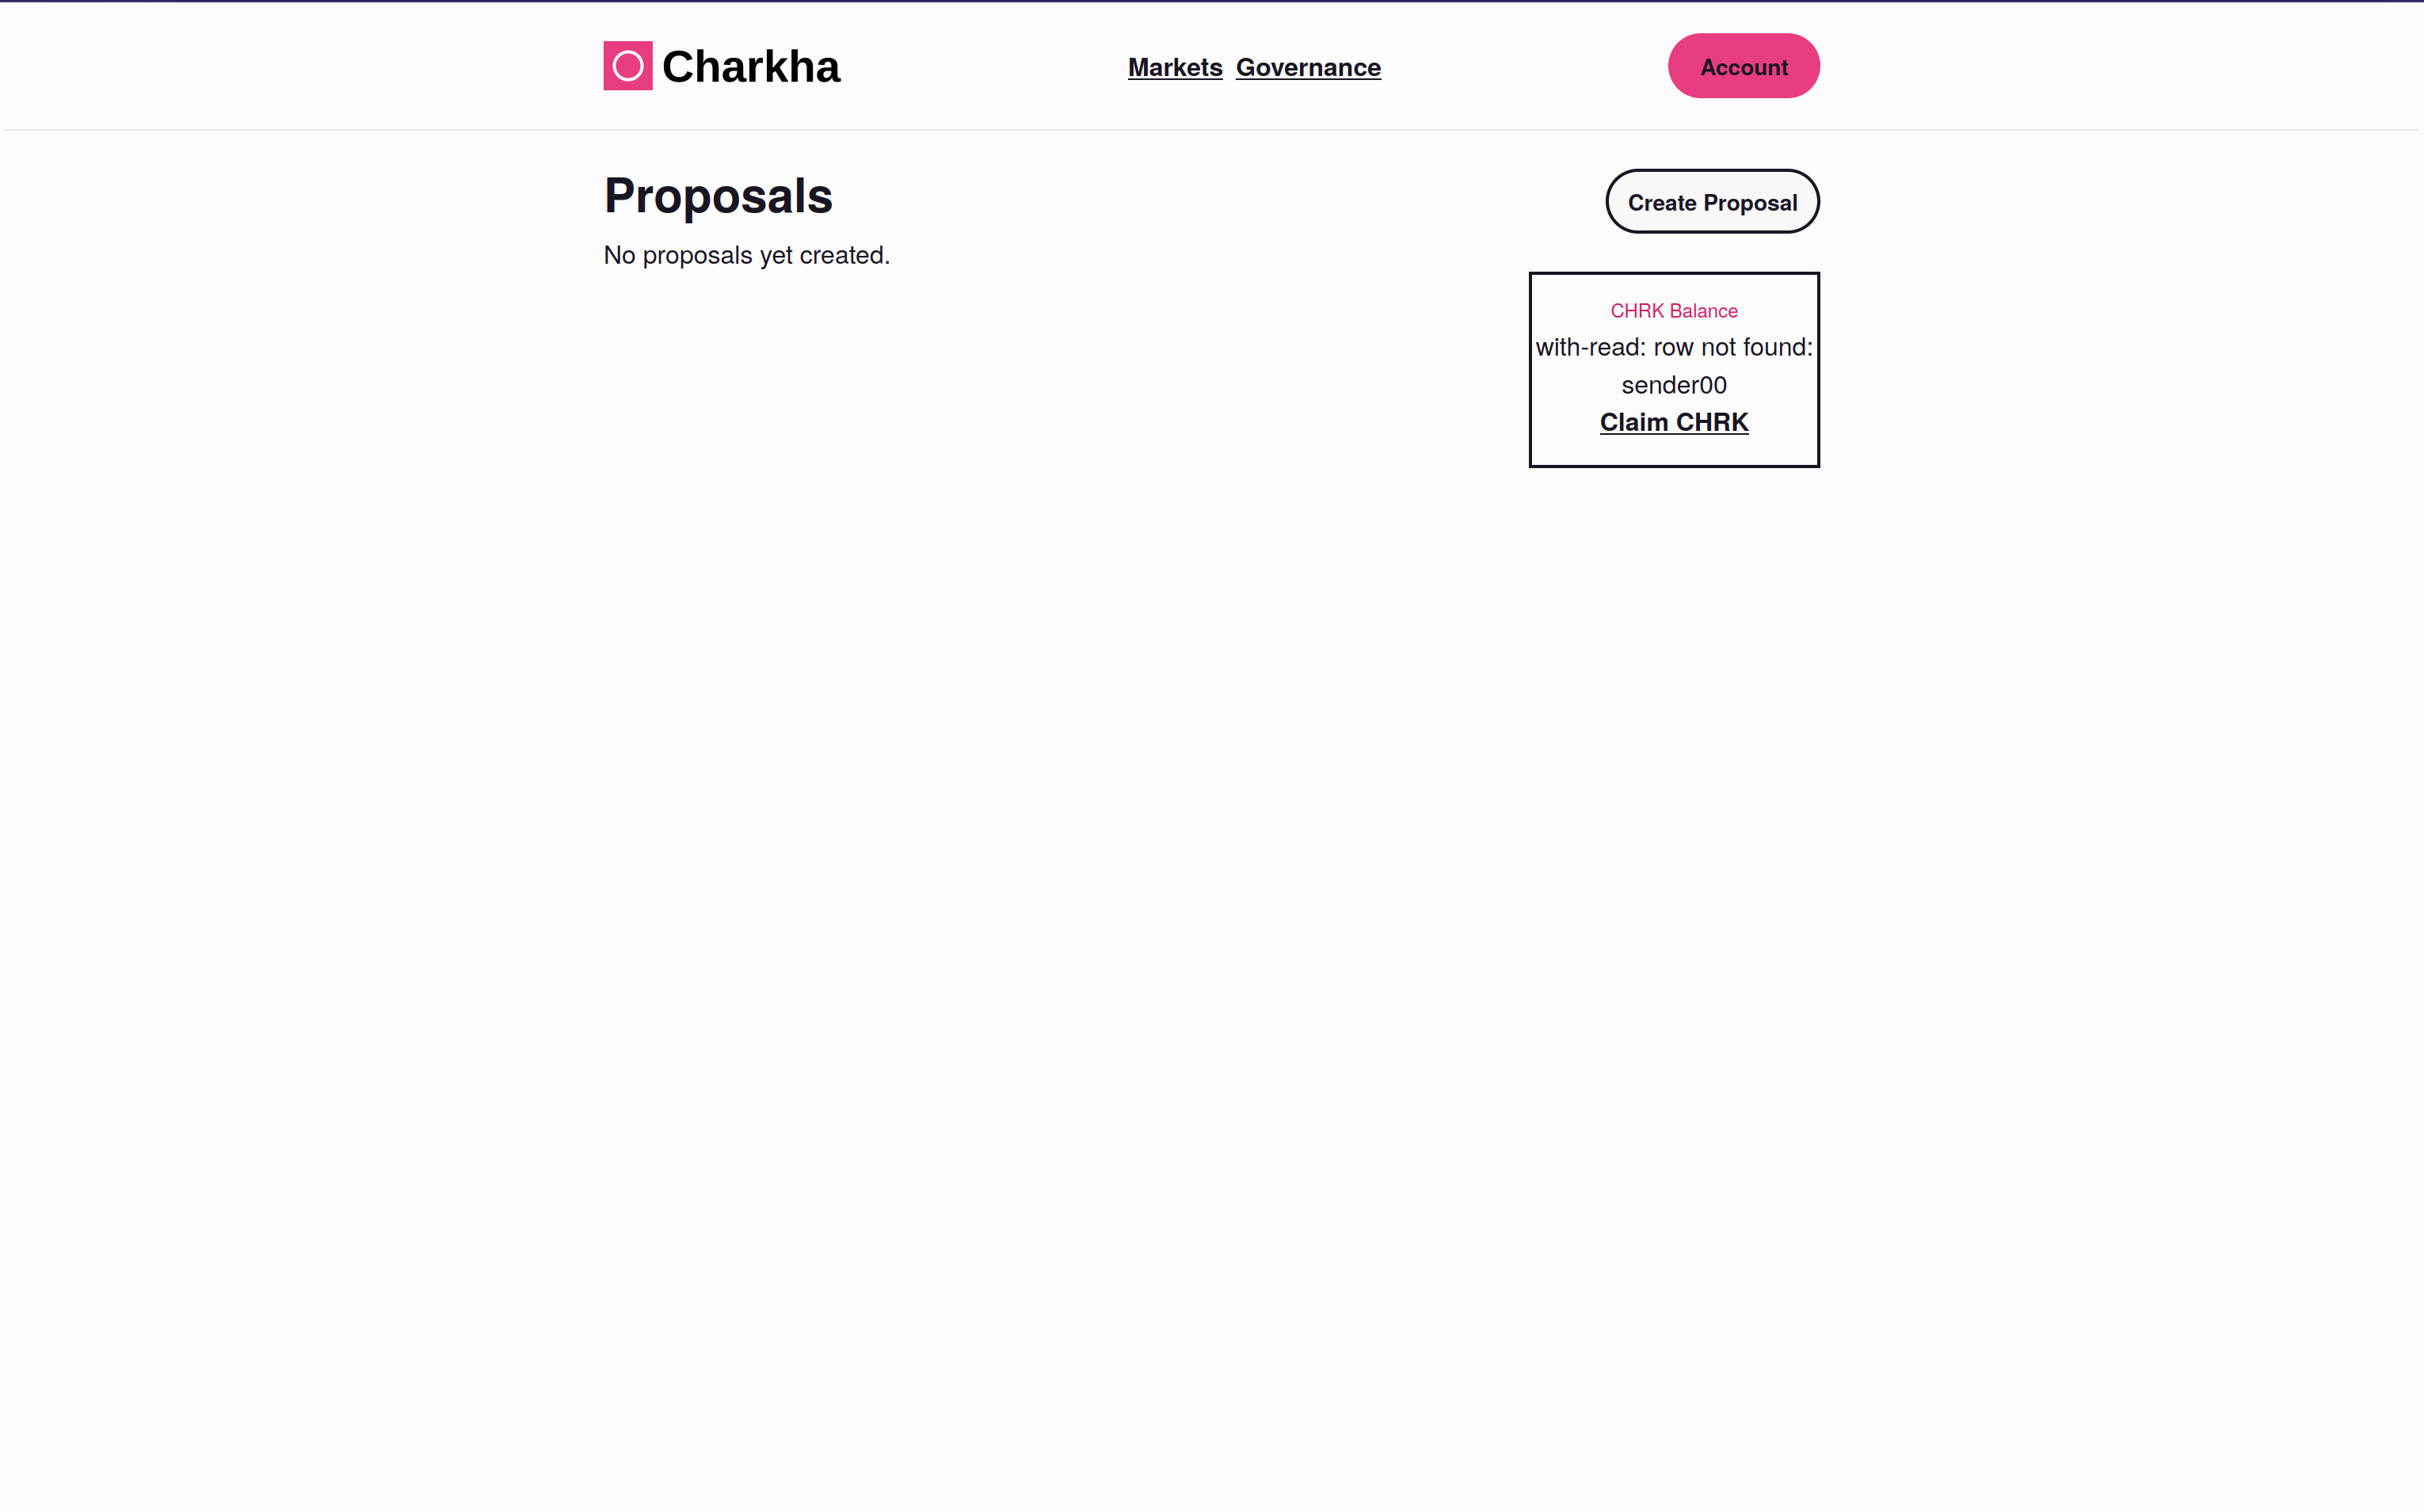 Charkha
Markets Governance
Account
Proposals
Create Proposal
No proposals yet created.
CHRK Balance
with-read: row not found:
sender00
Claim CHRK